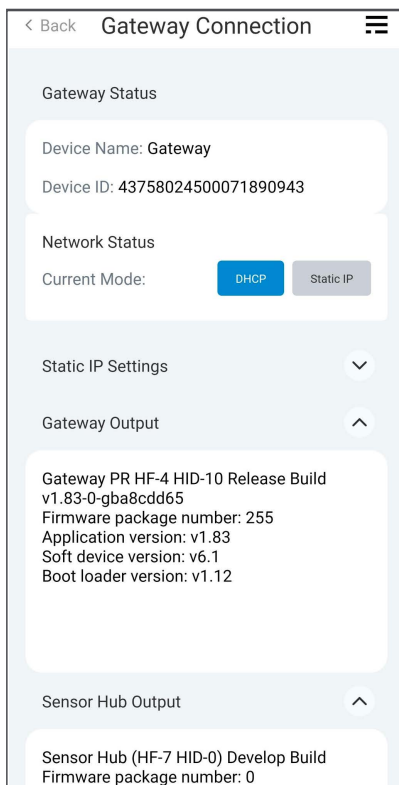 < Back Gateway Connection
Gateway Status
Device Name: Gateway
Device ID: 43758024500071890943
Network Status
Current Mode: DHCP Static IP
Static IP Settings
Gateway Output
Gateway PR HF-4 HID-10 Release Build
v1.83-0-gba8cdd65
Firmware package number: 255
Application version: v1.83
Soft device version: v6.1
Boot loader version: v1.12
Sensor Hub Output
Sensor Hub (HF-7 HID-0) Develop Build
Firmware package number: 0